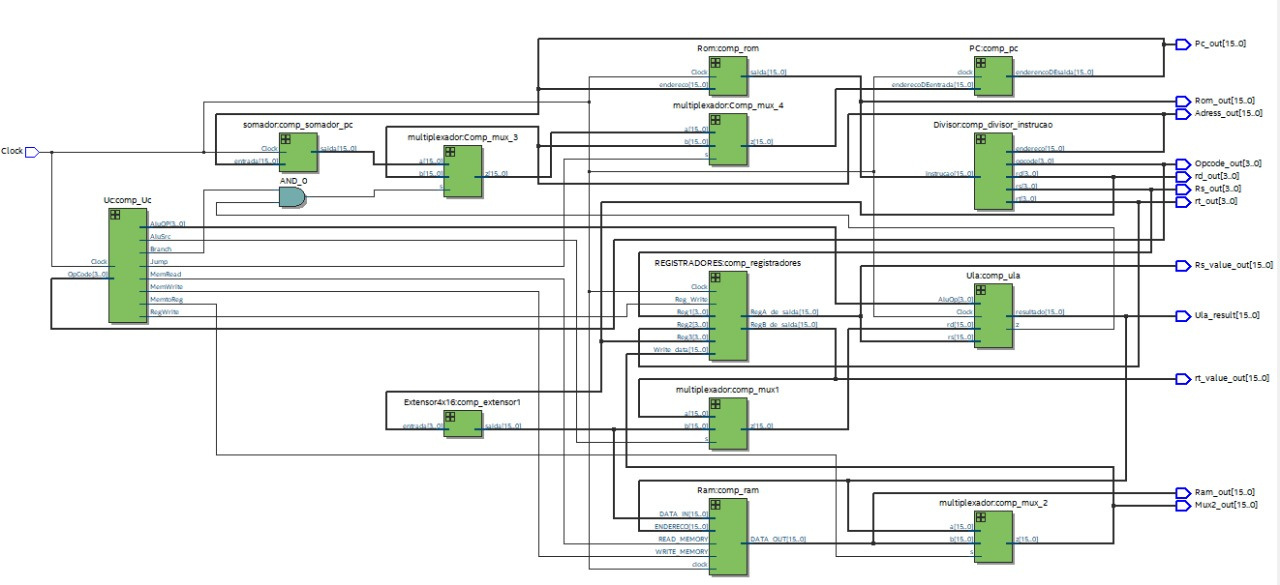 Clock
Uc:comp_Uc
Clock
OpCode[3..0]
AluOP[3..0]
AluSrc
Branch
Jump
MemRead
MemWrite
MemtoReg
RegWrite
somador:comp_somador_pc
Clock
entrada[15..0]
saida[15..0]
AND_0
multiplexador:Comp_mux_3
a[15..0]
b[15..0]
s
z[15..0]
Rom:comp_rom
Clock
endereco[15..0]
saida[15..0]
multiplexador:Comp_mux_4
a[15..0]
b[15..0]
s
z[15..0]
PC:comp_pc
clock
enderencoDEentrada[15..0]
enderencoDEsaida[15..0]
Divisor:comp_divisor_instrucao
instrucao[15..0]
endereco[15..0]
opcode[3..0]
rd[3..0]
rs[3..0]
rt[3..0]
REGISTRADORES:comp_registradores
Clock
Reg_Write
Reg1[3..0]
Reg2[3..0]
Reg3[3..0]
Write_data[15..0]
RegA_de_saida[15..0]
RegB_de_saida[15..0]
Ula:comp_ula
AluOp[3..0]
Clock
rd[15..0]
rs[15..0]
resultado[15..0]
z
Extensor4x16:comp_extensor1
entrada[3..0]
saida[15..0]
multiplexador:comp_mux1
a[15..0]
b[15..0]
s
z[15..0]
Ram:comp_ram
DATA_IN[15..0]
ENDERECO[15..0]
READ_MEMORY
WRITE_MEMORY
clock
DATA_OUT[15..0]
multiplexador:comp_mux_2
a[15..0]
b[15..0]
s
z[15..0]
Pc_out[15..0]
Rom_out[15..0]
Adress_out[15..0]
Opcode_out[3..0]
rd_out[3..0]
Rs_out[3..0]
rt_out[3..0]
Rs_value_out[15..0]
Ula_result[15..0]
rt_value_out[15..0]
Ram_out[15..0]
Mux2_out[15..0]